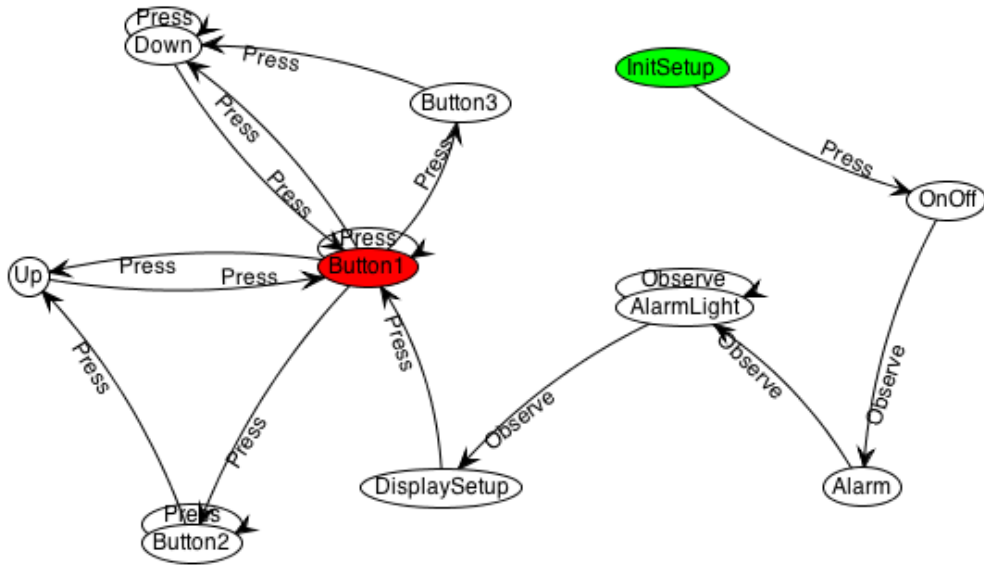 Press
Down
Press
InitSetup
Button3
Press
Press
Press
Press
OnOff
Press
Press
Button1
Press
Up
Press
Observe
AlarmLight
Press
Observe
Observe
Press
Observe
Press
DisplaySetup
Alarm
Press
Button2